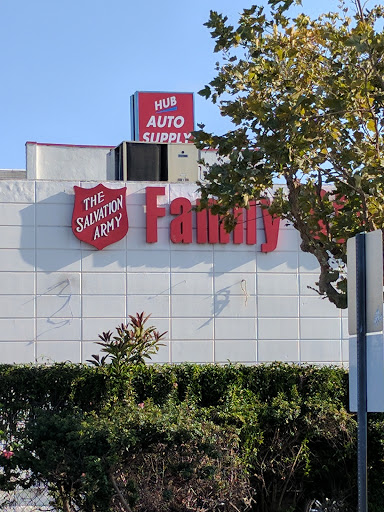 HUB
AUTO
SUPPLY
THE
SALVATION
ARMY
Family